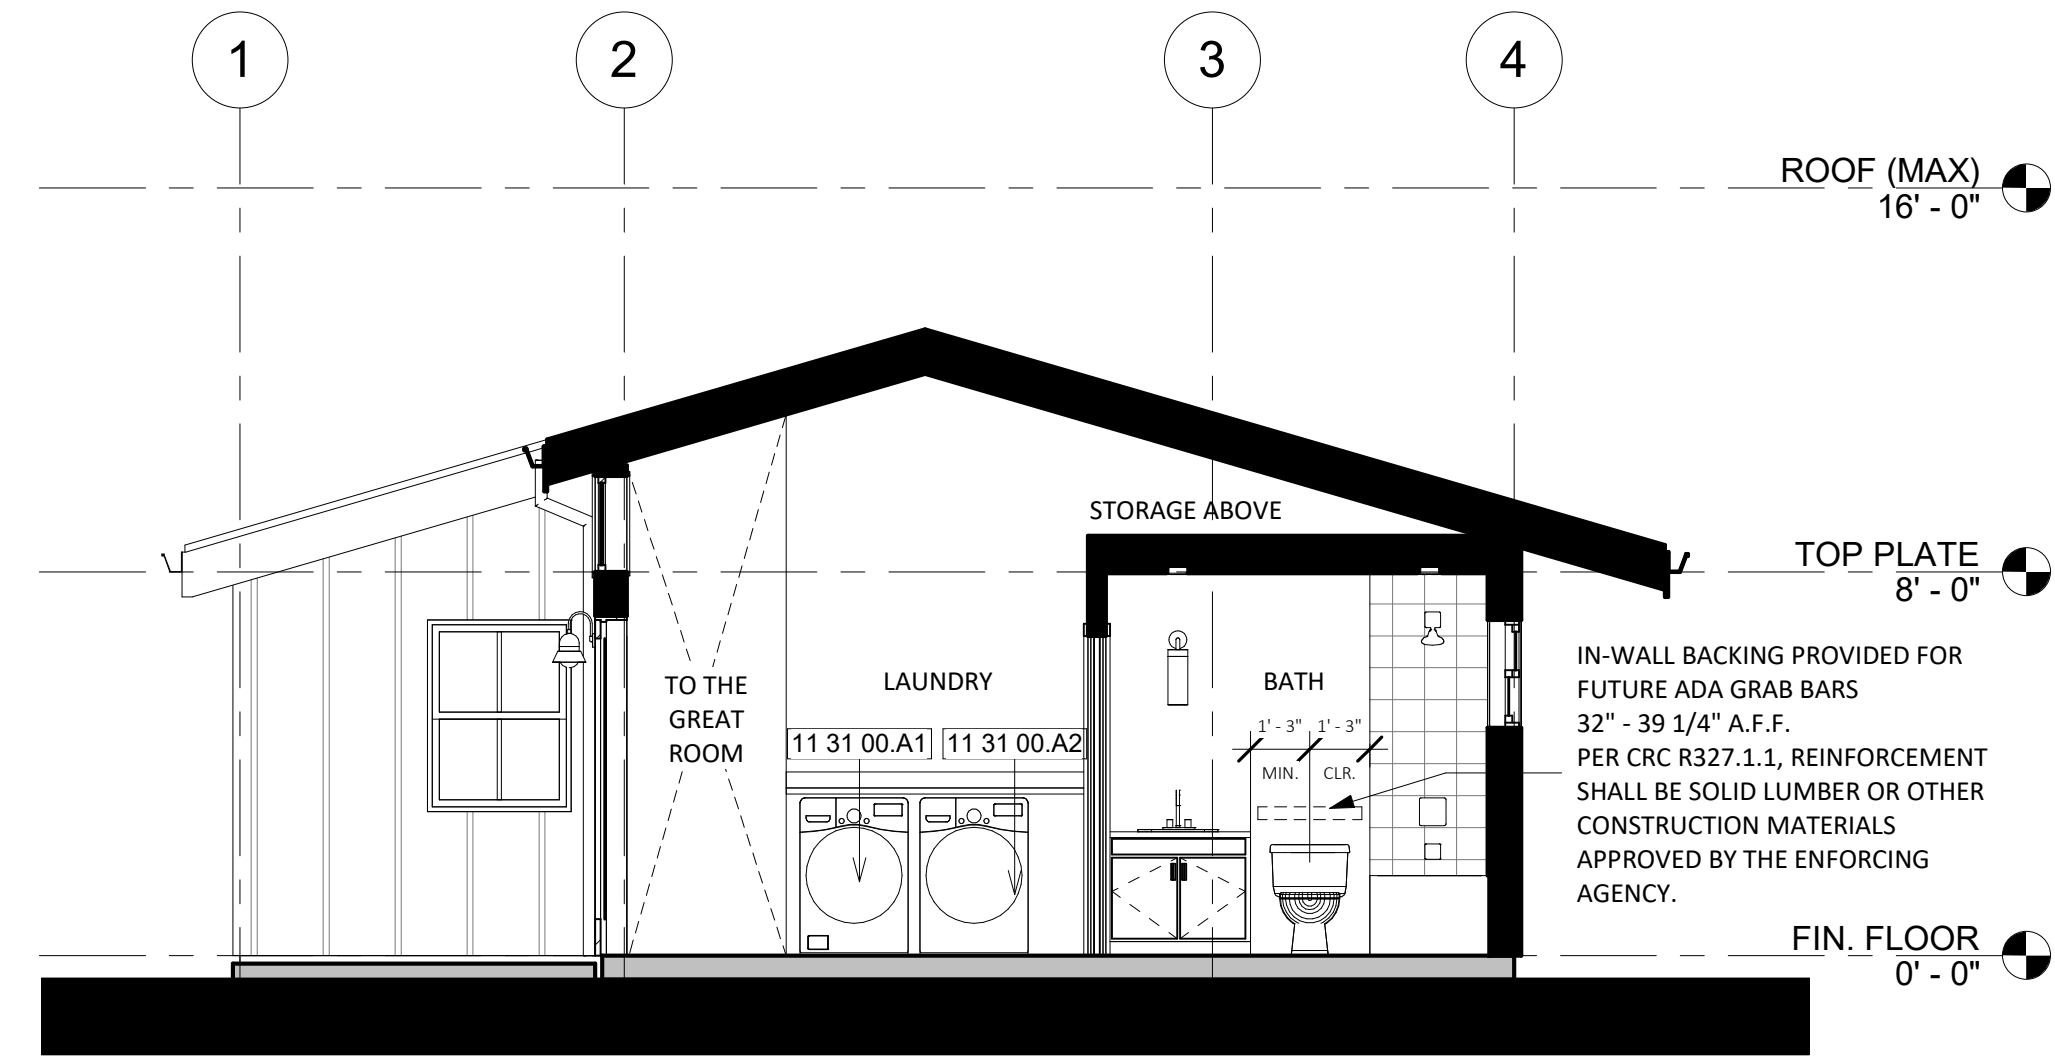 1
2
3
4
ROOF (MAX)
16' - 0"
STORAGE ABOVE
TOP PLATE
8' - 0"
TO THE
GREAT
ROOM
LAUNDRY
BATH
11 31 00.A1
11 31 00.A2
1' - 3"
1' - 3"
MIN.
CLR.
IN-WALL BACKING PROVIDED FOR
FUTURE ADA GRAB BARS
32" - 39 1/4" A.F.F.
PER CRC R327.1.1, REINFORCEMENT
SHALL BE SOLID LUMBER OR OTHER
CONSTRUCTION MATERIALS
APPROVED BY THE ENFORCING
AGENCY.
FIN. FLOOR
0' - 0"